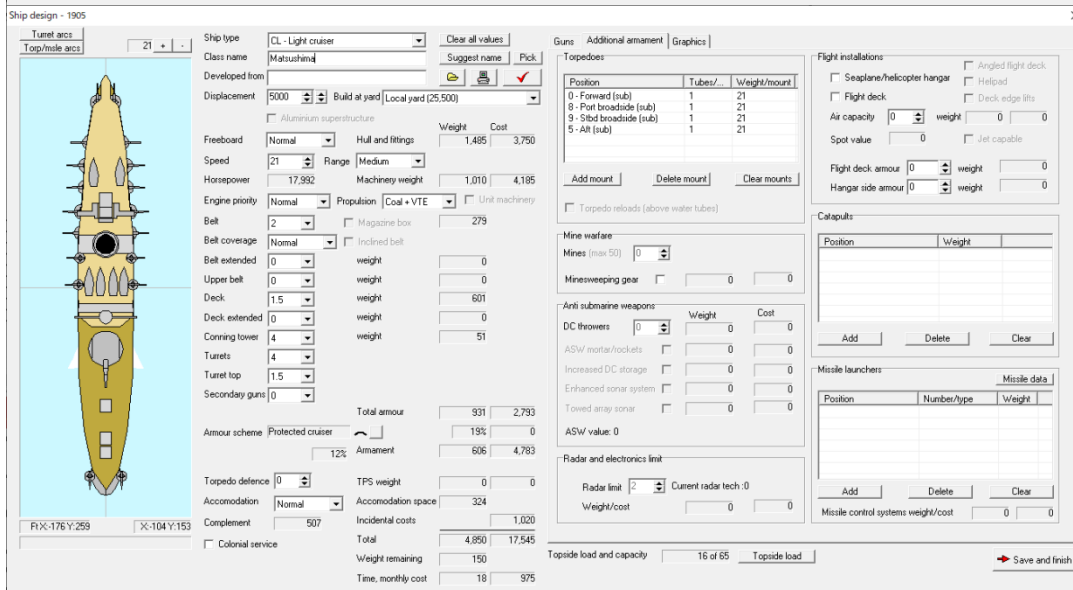 Ship design - 1905
Turret arcs
Torp/msle arcs
21 + -
Ft X:-176 Y:259 X:-104 Y:153
Ship type CL - Light cruiser Clear all values
Class name Matsushima Suggest name Pick
Developed from
Displacement 5000 Build at yard Local yard (25,500)
Aluminium superstructure
Weight Cost
Freeboard Normal Hull and fittings 1,485 3,750
Speed 21 Range Medium
Horsepower 17,992 Machinery weight 1,010 4,185
Engine priority Normal Propulsion Coal + VTE Unit machinery
Belt 2 Magazine box 279
Belt coverage Normal Inclined belt
Belt extended 0 weight 0
Upper belt 0 weight 0
Deck 1.5 weight 601
Deck extended 0 weight 0
Conning tower 4 weight 51
Turrets 4
Turret top 1.5
Secondary guns 0
Total armour 931 2,793
Armour scheme Protected cruiser 19% 0
12% Armament 606 4,783
Torpedo defence 0 TPS weight 0 0
Accomodation Normal Accomodation space 324
Complement 507 Incidental costs 1,020
Colonial service Total 4,850 17,545
Weight remaining 150
Time, monthly cost 18 975
Guns Additional armament Graphics
Torpedoes
Position Tubes/... Weight/mount
0 - Forward (sub) 1 21
8 - Port broadside (sub) 1 21
9 - Stbd broadside (sub) 1 21
5 - Aft (sub) 1 21
Add mount Delete mount Clear mounts
Torpedo reloads (above water tubes)
Mine warfare
Mines (max 50) 0
Minesweeping gear 0 0
Anti submarine weapons
Weight Cost
DC throwers 0 0 0
ASW mortar/rockets 0 0
Increased DC storage 0 0
Enhanced sonar system 0 0
Towed array sonar 0 0
ASW value: 0
Radar and electronics limit
Radar limit 2 Current radar tech :0
Weight/cost 0 0
Topside load and capacity 16 of 65 Topside load
Flight installations
Seaplane/helicopter hangar Angled flight deck
Helipad
Flight deck Deck edge lifts
Air capacity 0 weight 0 0
Spot value 0 Jet capable
Flight deck armour 0 weight 0
Hangar side armour 0 weight 0
Catapults
Position Weight
Add Delete Clear
Missile launchers
Missile data
Position Number/type Weight
Add Delete Clear
Missile control systems weight/cost 0 0
Save and finish